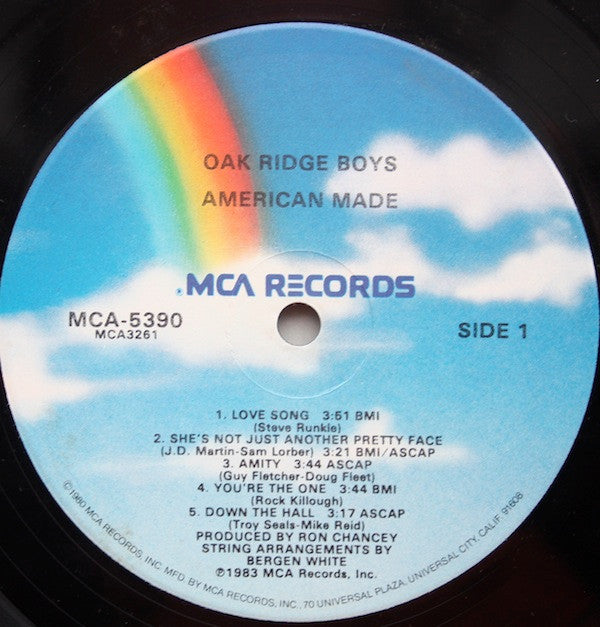 OAK RIDGE BOYS
AMERICAN MADE
MCA RECORDS
MCA-5390
MCA3261
SIDE 1
1. LOVE SONG 3:51 BMI
(Steve Runkle)
2. SHE'S NOT JUST ANOTHER PRETTY FACE
(J.D. Martin-Sam Lorber) 3:21 BMI/ASCAP
3. AMITY 3:44 ASCAP
(Guy Fletcher-Doug Fleet)
4. YOU'RE THE ONE 3:44 BMI
(Rock Killough)
5. DOWN THE HALL 3:17 ASCAP
(Troy Seals-Mike Reid)
PRODUCED BY RON CHANCEY
STRING ARRANGEMENTS BY
BERGEN WHITE
℗1983 MCA Records, Inc.
©1980 MCA RECORDS, INC. MFD. BY MCA RECORDS, INC., 70 UNIVERSAL PLAZA, UNIVERSAL CITY, CALIF. 91608